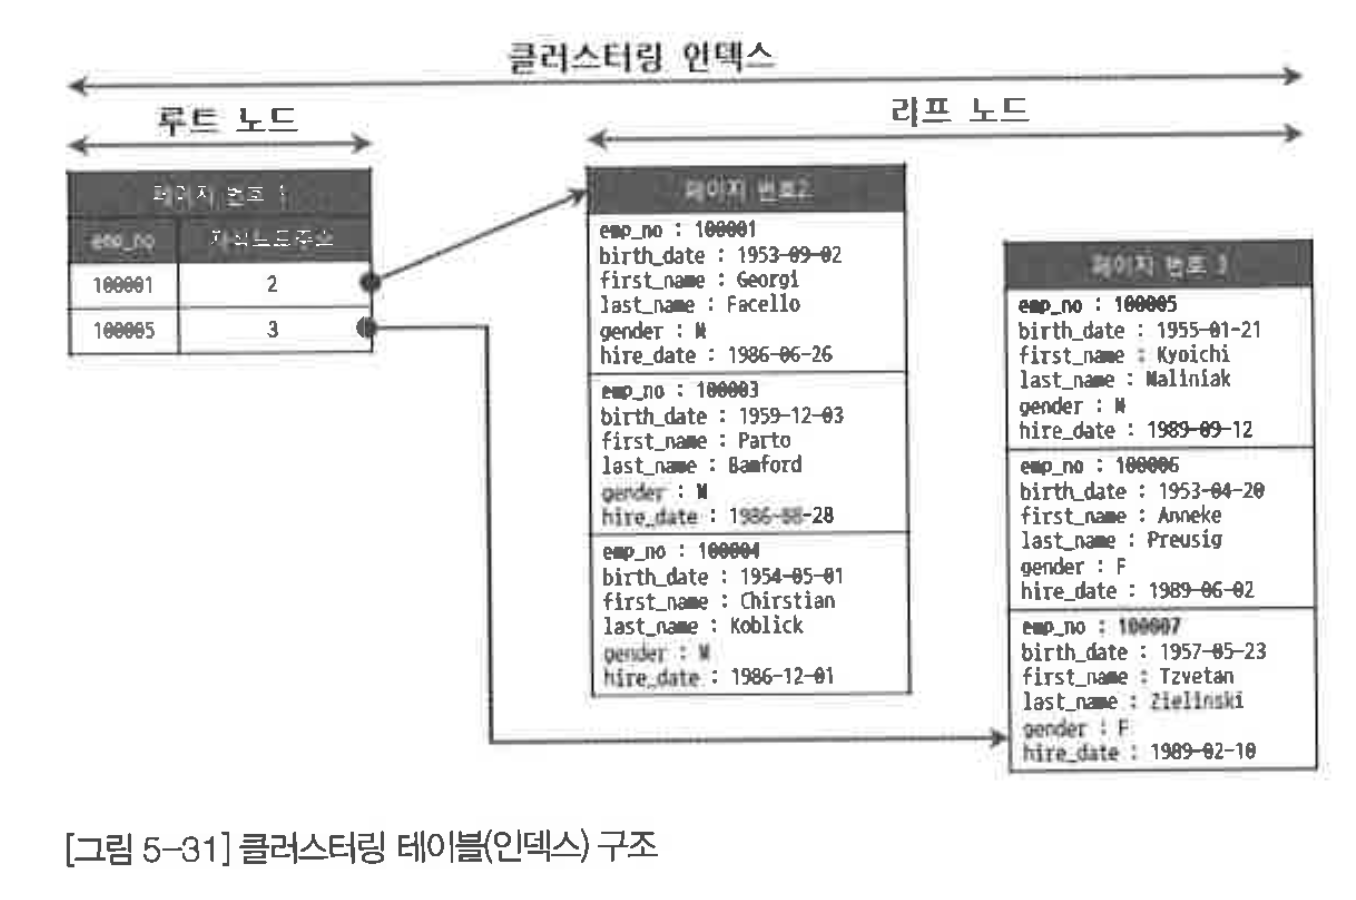 클러스터링 인덱스
루트 노드
리프 노드
페이지 번호 1
emp_no 자식노드주소
100001 2
100005 3
페이지 번호2
emp_no : 100001
birth_date : 1953-09-02
first_name : Georgi
last_name : Facello
gender : M
hire_date : 1986-06-26
emp_no : 100003
birth_date : 1959-12-03
first_name : Parto
last_name : Bamford
gender : M
hire_date : 1986-08-28
emp_no : 100004
birth_date : 1954-05-01
first_name : Chirstian
last_name : Koblick
gender : M
hire_date : 1986-12-01
페이지 번호 3
emp_no : 100005
birth_date : 1955-01-21
first_name : Kyoichi
last_name : Maliniak
gender : M
hire_date : 1989-09-12
emp_no : 100006
birth_date : 1953-04-20
first_name : Anneke
last_name : Preusig
gender : F
hire_date : 1989-06-02
emp_no : 100007
birth_date : 1957-05-23
first_name : Tzvetan
last_name : Zielinski
gender : F
hire_date : 1989-02-10
[그림 5-31] 클러스터링 테이블(인덱스) 구조